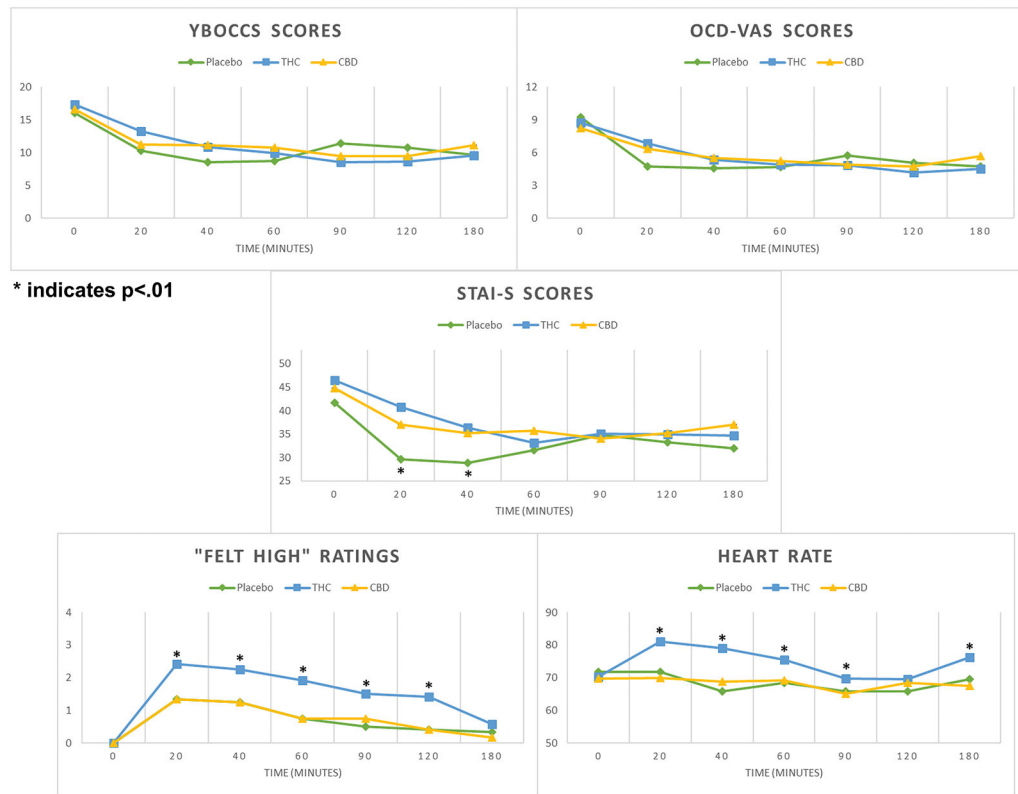 YBOCCS SCORES
Placebo THC CBD
20
15
10
5
0
0 20 40 60 90 120 180
TIME (MINUTES)
OCD-VAS SCORES
Placebo THC CBD
12
9
6
3
0
0 20 40 60 90 120 180
TIME (MINUTES)
* indicates p<.01
STAI-S SCORES
Placebo THC CBD
50
45
40
35
30
25
* *
0 20 40 60 90 120 180
TIME (MINUTES)
"FELT HIGH" RATINGS
Placebo THC CBD
4
3
2
1
0
* * * * *
0 20 40 60 90 120 180
TIME (MINUTES)
HEART RATE
Placebo THC CBD
90
80
70
60
50
* * * * *
0 20 40 60 90 120 180
TIME (MINUTES)